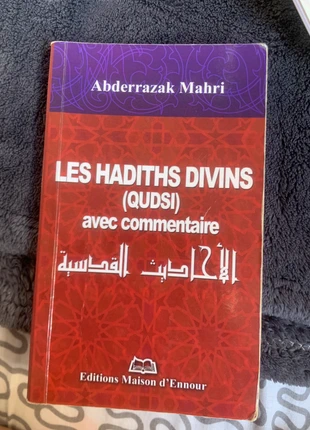 Abderrazak Mahri
LES HADITHS DIVINS
(QUDSI)
avec commentaire
الأحاديث القدسية
Editions Maison d'Ennour